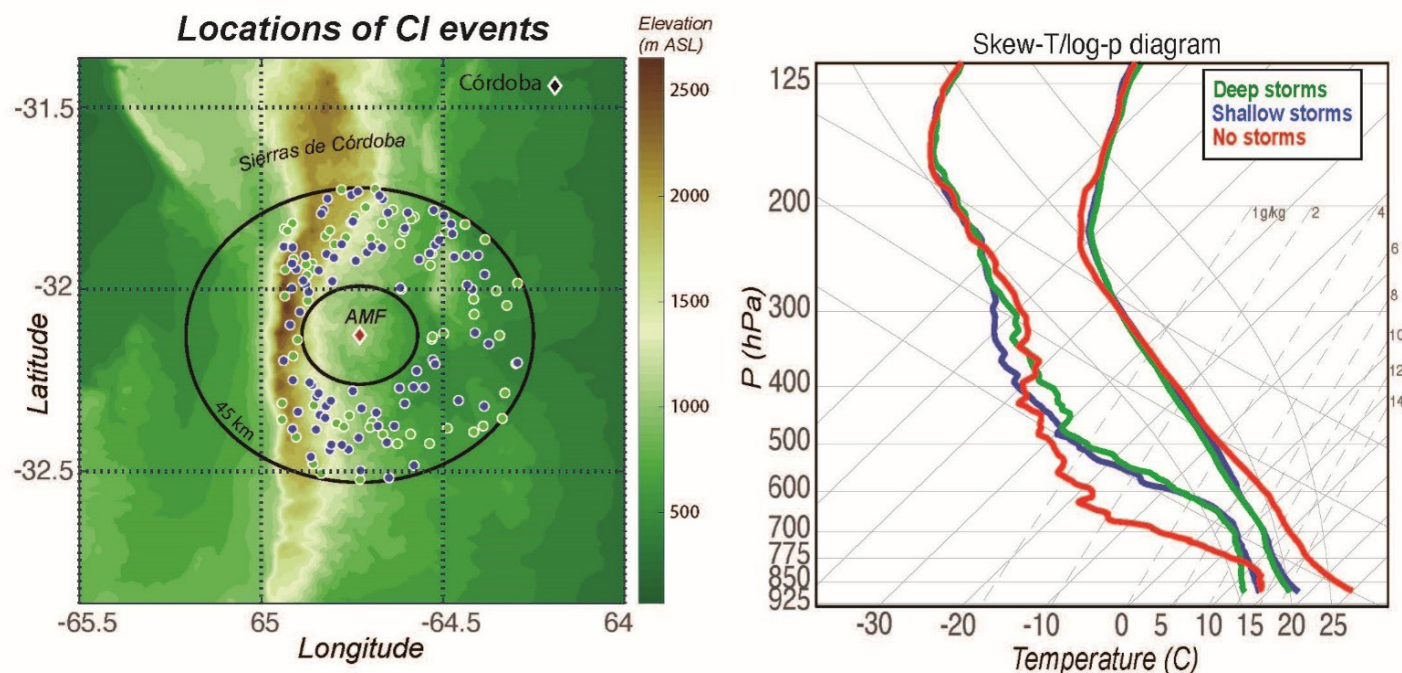 Locations of CI events
Elevation
(m ASL)
Córdoba
2500
-31.5
Sierras de Córdoba
2000
Latitude
-32
AMF
1500
1000
45 km
-32.5
500
-65.5
65
-64.5
64
Longitude
Skew-T/log-p diagram
125
Deep storms
Shallow storms
No storms
200
1g/kg
2
4
6
300
8
P (hPa)
10
400
12
14
500
600
700
775
850
925
-30
-20
-10
0
5
10
15
20
25
Temperature (C)